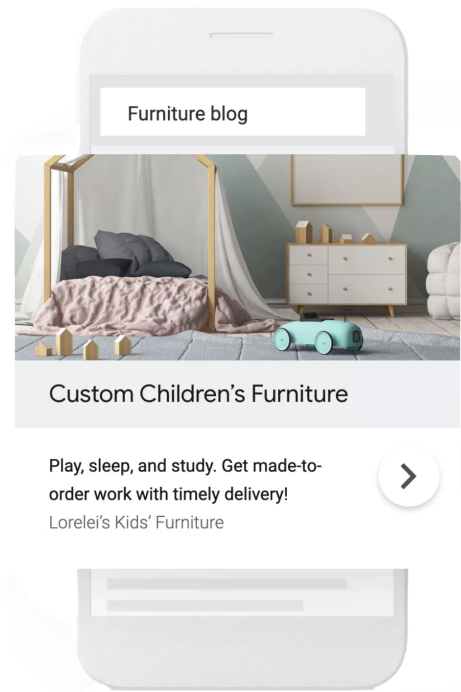 Furniture blog
Custom Children’s Furniture
Play, sleep, and study. Get made-to-
order work with timely delivery!
Lorelei’s Kids’ Furniture